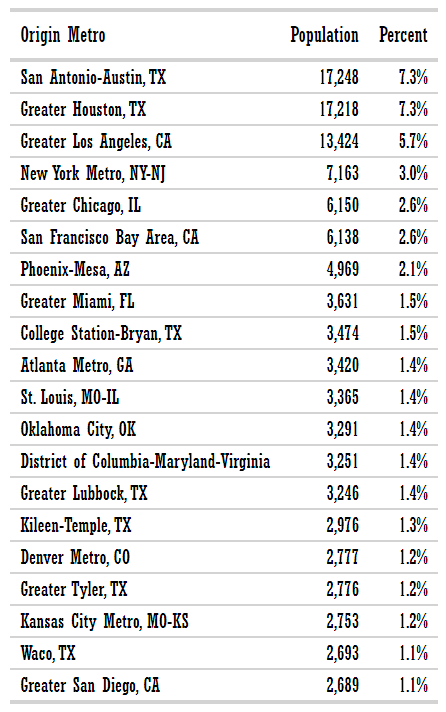 Origin Metro Population Percent
San Antonio-Austin, TX 17,248 7.3%
Greater Houston, TX 17,218 7.3%
Greater Los Angeles, CA 13,424 5.7%
New York Metro, NY-NJ 7,163 3.0%
Greater Chicago, IL 6,150 2.6%
San Francisco Bay Area, CA 6,138 2.6%
Phoenix-Mesa, AZ 4,969 2.1%
Greater Miami, FL 3,631 1.5%
College Station-Bryan, TX 3,474 1.5%
Atlanta Metro, GA 3,420 1.4%
St. Louis, MO-IL 3,365 1.4%
Oklahoma City, OK 3,291 1.4%
District of Columbia-Maryland-Virginia 3,251 1.4%
Greater Lubbock, TX 3,246 1.4%
Kileen-Temple, TX 2,976 1.3%
Denver Metro, CO 2,777 1.2%
Greater Tyler, TX 2,776 1.2%
Kansas City Metro, MO-KS 2,753 1.2%
Waco, TX 2,693 1.1%
Greater San Diego, CA 2,689 1.1%